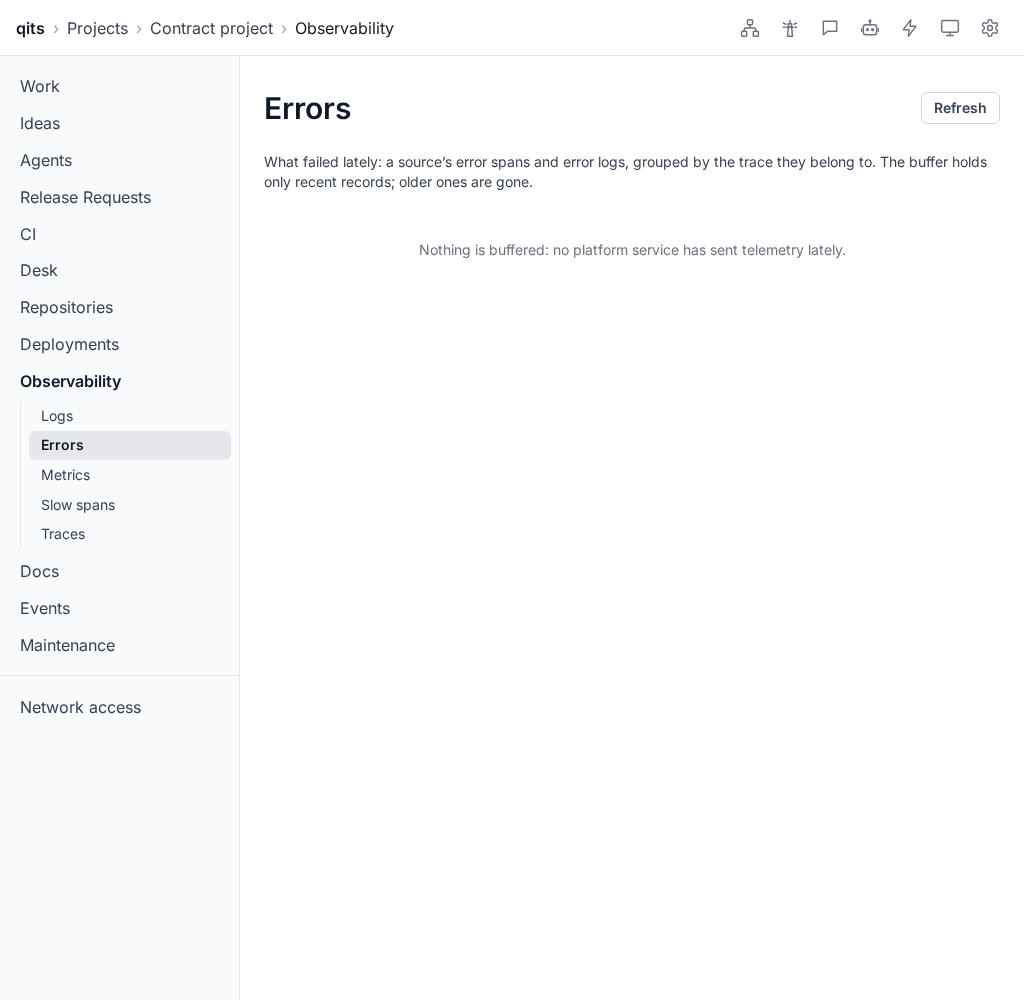 qits › Projects › Contract project › Observability
Work
Ideas
Agents
Release Requests
CI
Desk
Repositories
Deployments
Observability
Logs
Errors
Metrics
Slow spans
Traces
Docs
Events
Maintenance
Network access
Errors
Refresh
What failed lately: a source’s error spans and error logs, grouped by the trace they belong to. The buffer holds
only recent records; older ones are gone.
Nothing is buffered: no platform service has sent telemetry lately.